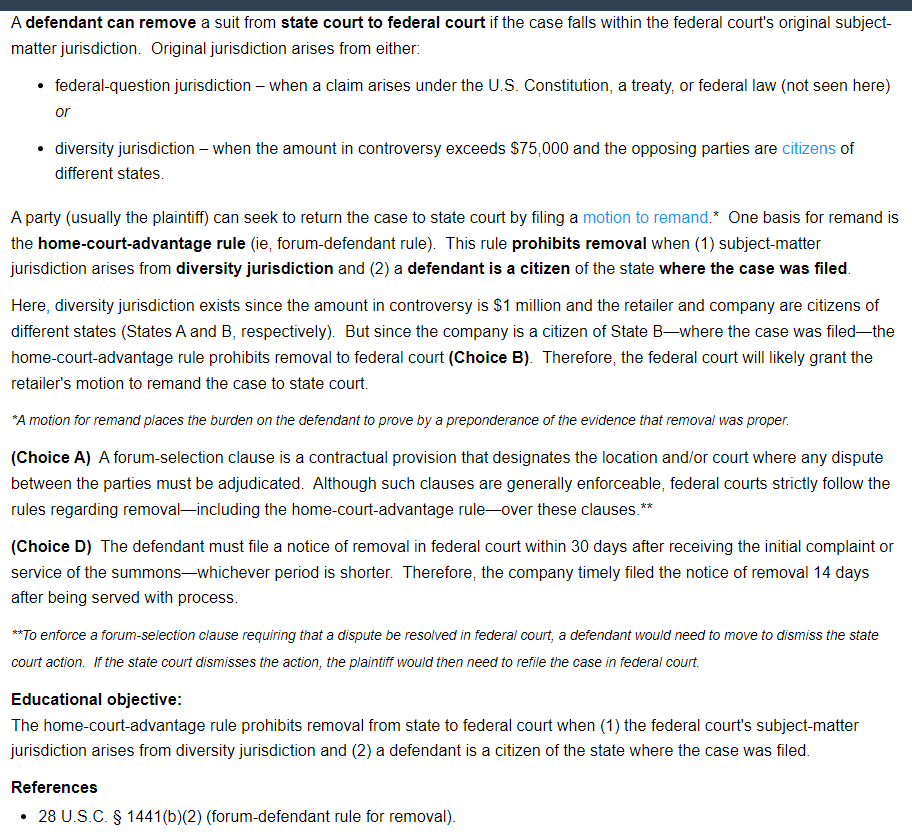 A defendant can remove a suit from state court to federal court if the case falls within the federal court's original subject-
matter jurisdiction.  Original jurisdiction arises from either:
• federal-question jurisdiction – when a claim arises under the U.S. Constitution, a treaty, or federal law (not seen here)
or
• diversity jurisdiction – when the amount in controversy exceeds $75,000 and the opposing parties are citizens of
different states.
A party (usually the plaintiff) can seek to return the case to state court by filing a motion to remand.*  One basis for remand is
the home-court-advantage rule (ie, forum-defendant rule).  This rule prohibits removal when (1) subject-matter
jurisdiction arises from diversity jurisdiction and (2) a defendant is a citizen of the state where the case was filed.
Here, diversity jurisdiction exists since the amount in controversy is $1 million and the retailer and company are citizens of
different states (States A and B, respectively).  But since the company is a citizen of State B—where the case was filed—the
home-court-advantage rule prohibits removal to federal court (Choice B).  Therefore, the federal court will likely grant the
retailer's motion to remand the case to state court.
*A motion for remand places the burden on the defendant to prove by a preponderance of the evidence that removal was proper.
(Choice A)  A forum-selection clause is a contractual provision that designates the location and/or court where any dispute
between the parties must be adjudicated.  Although such clauses are generally enforceable, federal courts strictly follow the
rules regarding removal—including the home-court-advantage rule—over these clauses.**
(Choice D)  The defendant must file a notice of removal in federal court within 30 days after receiving the initial complaint or
service of the summons—whichever period is shorter.  Therefore, the company timely filed the notice of removal 14 days
after being served with process.
**To enforce a forum-selection clause requiring that a dispute be resolved in federal court, a defendant would need to move to dismiss the state
court action.  If the state court dismisses the action, the plaintiff would then need to refile the case in federal court.
Educational objective:
The home-court-advantage rule prohibits removal from state to federal court when (1) the federal court's subject-matter
jurisdiction arises from diversity jurisdiction and (2) a defendant is a citizen of the state where the case was filed.
References
• 28 U.S.C. § 1441(b)(2) (forum-defendant rule for removal).